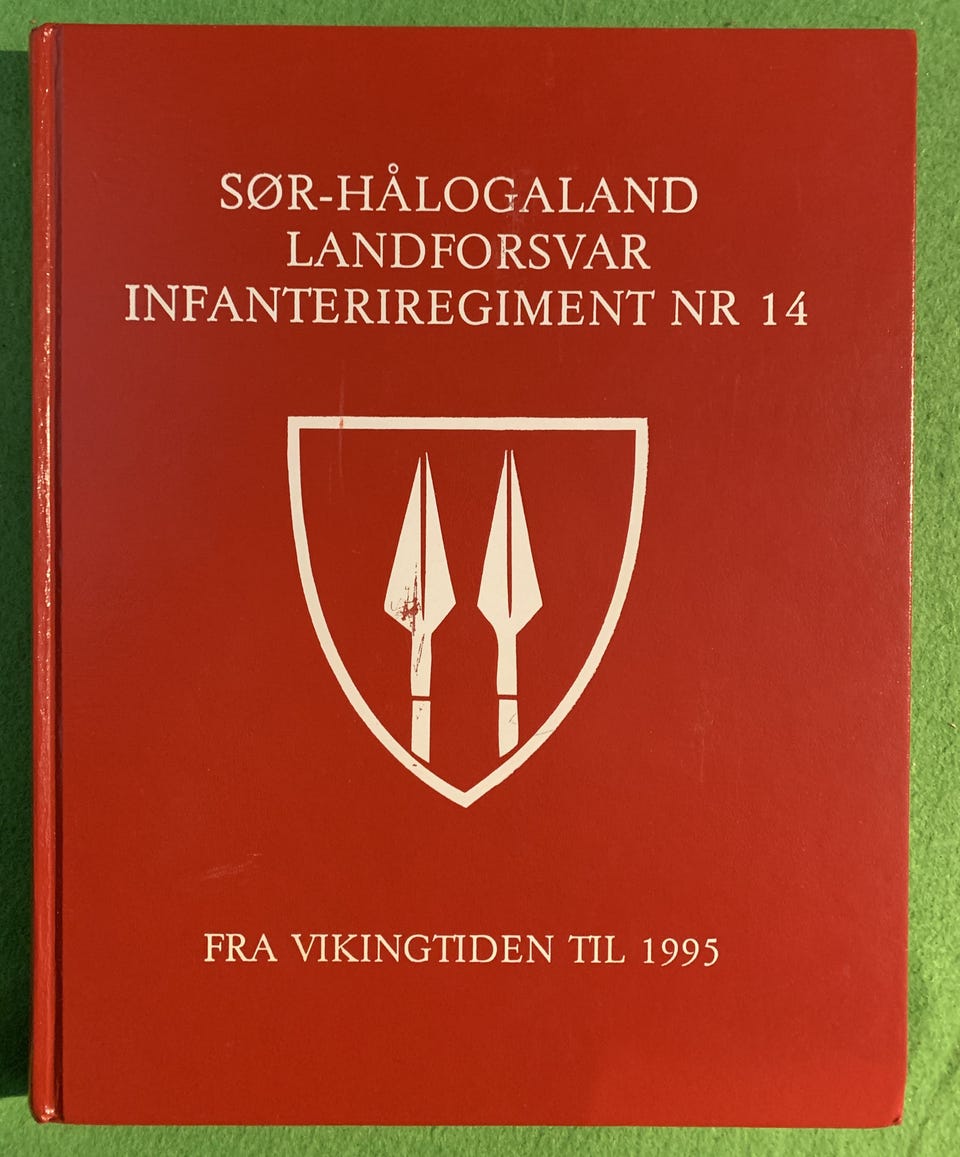 SØR-HÅLOGALAND
LANDFORSVAR
INFANTERIREGIMENT NR 14
FRA VIKINGTIDEN TIL 1995